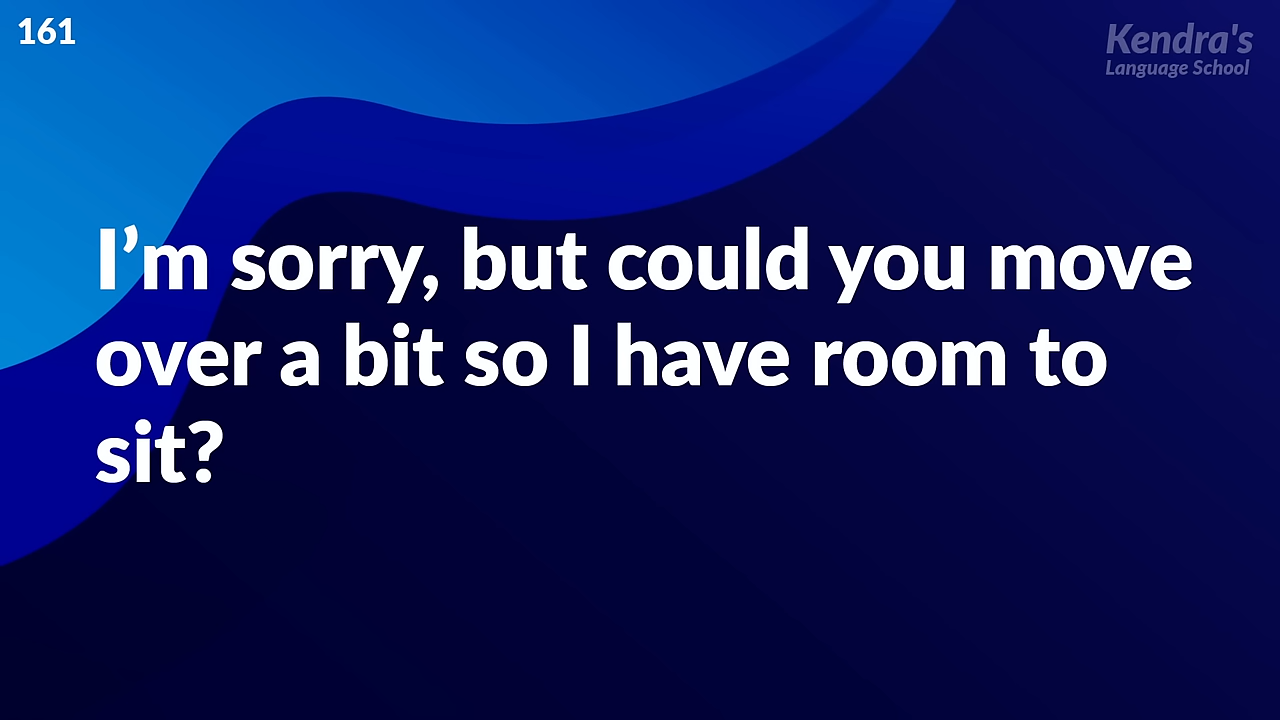 161
Kendra's
Language School
I’m sorry, but could you move
over a bit so I have room to
sit?